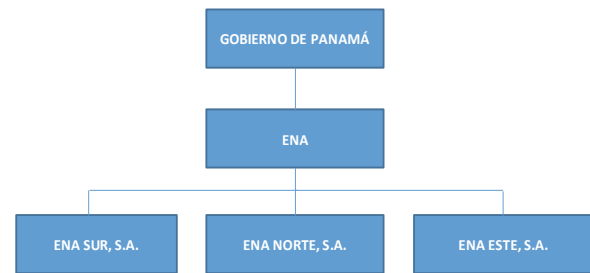 GOBIERNO DE PANAMÁ
ENA
ENA SUR, S.A.
ENA NORTE, S.A.
ENA ESTE, S.A.